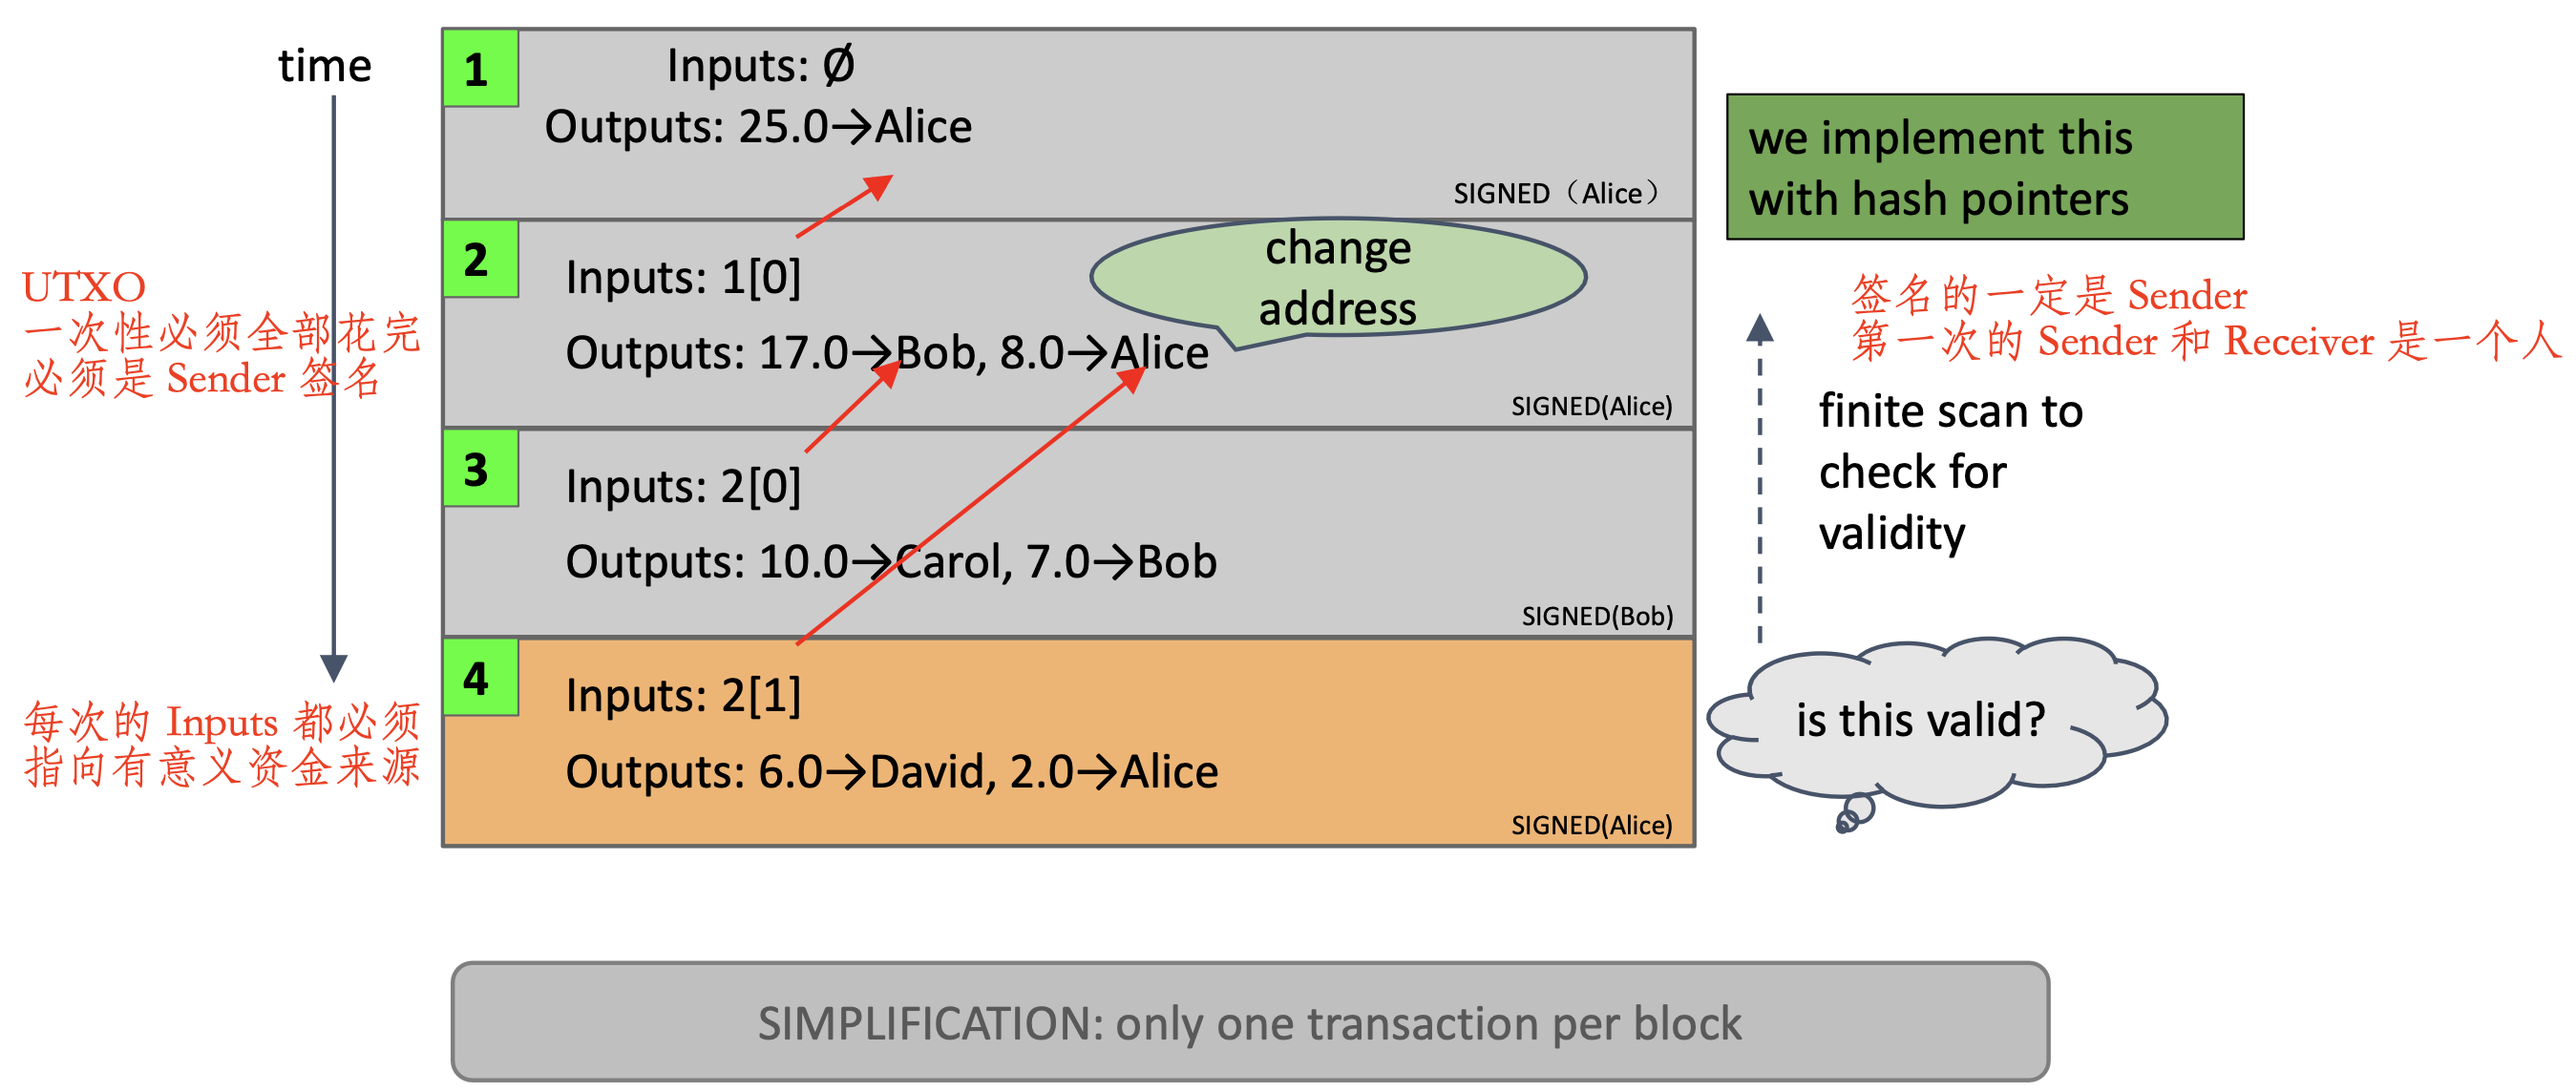 time
1
Inputs: Ø
Outputs: 25.0→Alice
SIGNED（Alice）
we implement this
with hash pointers
2
Inputs: 1[0]
Outputs: 17.0→Bob, 8.0→Alice
SIGNED(Alice)
change
address
UTXO
一次性必须全部花完
必须是 Sender 签名
签名的一定是 Sender
第一次的 Sender 和 Receiver 是一个人
finite scan to
check for
validity
3
Inputs: 2[0]
Outputs: 10.0→Carol, 7.0→Bob
SIGNED(Bob)
4
Inputs: 2[1]
Outputs: 6.0→David, 2.0→Alice
SIGNED(Alice)
每次的 Inputs 都必须
指向有意义资金来源
is this valid?
SIMPLIFICATION: only one transaction per block